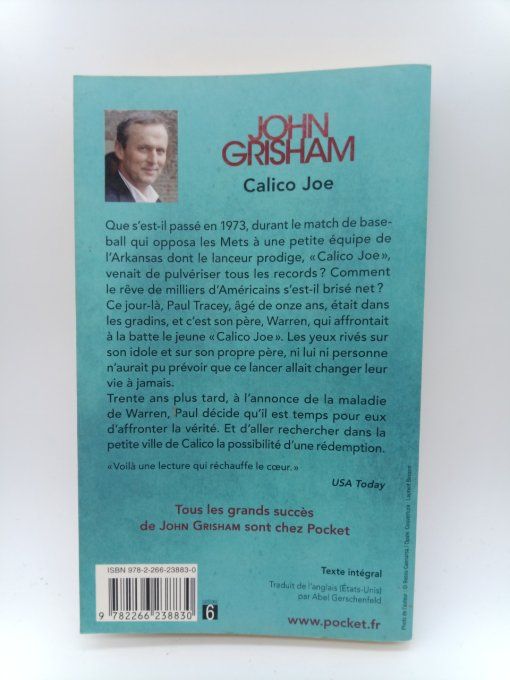 JOHN
GRISHAM
Calico Joe
Que s'est-il passé en 1973, durant le match de base-
ball qui opposa les Mets à une petite équipe de
l'Arkansas dont le lanceur prodige, «Calico Joe»,
venait de pulvériser tous les records ? Comment
le rêve de milliers d'Américains s'est-il brisé net ?
Ce jour-là, Paul Tracey, âgé de onze ans, était dans
les gradins, et c'est son père, Warren, qui affrontait
à la batte le jeune «Calico Joe». Les yeux rivés sur
son idole et sur son propre père, ni lui ni personne
n'aurait pu prévoir que ce lancer allait changer leur
vie à jamais.
Trente ans plus tard, à l'annonce de la maladie
de Warren, Paul décide qu'il est temps pour eux
d'affronter la vérité. Et d'aller rechercher dans la
petite ville de Calico la possibilité d'une rédemption.
«Voilà une lecture qui réchauffe le cœur.»
USA Today
Tous les grands succès
de JOHN GRISHAM sont chez Pocket
ISBN 978-2-266-23883-0
9 782266 238830
6
Texte intégral
Traduit de l'anglais (États-Unis)
par Abel Gerschenfeld
www.pocket.fr